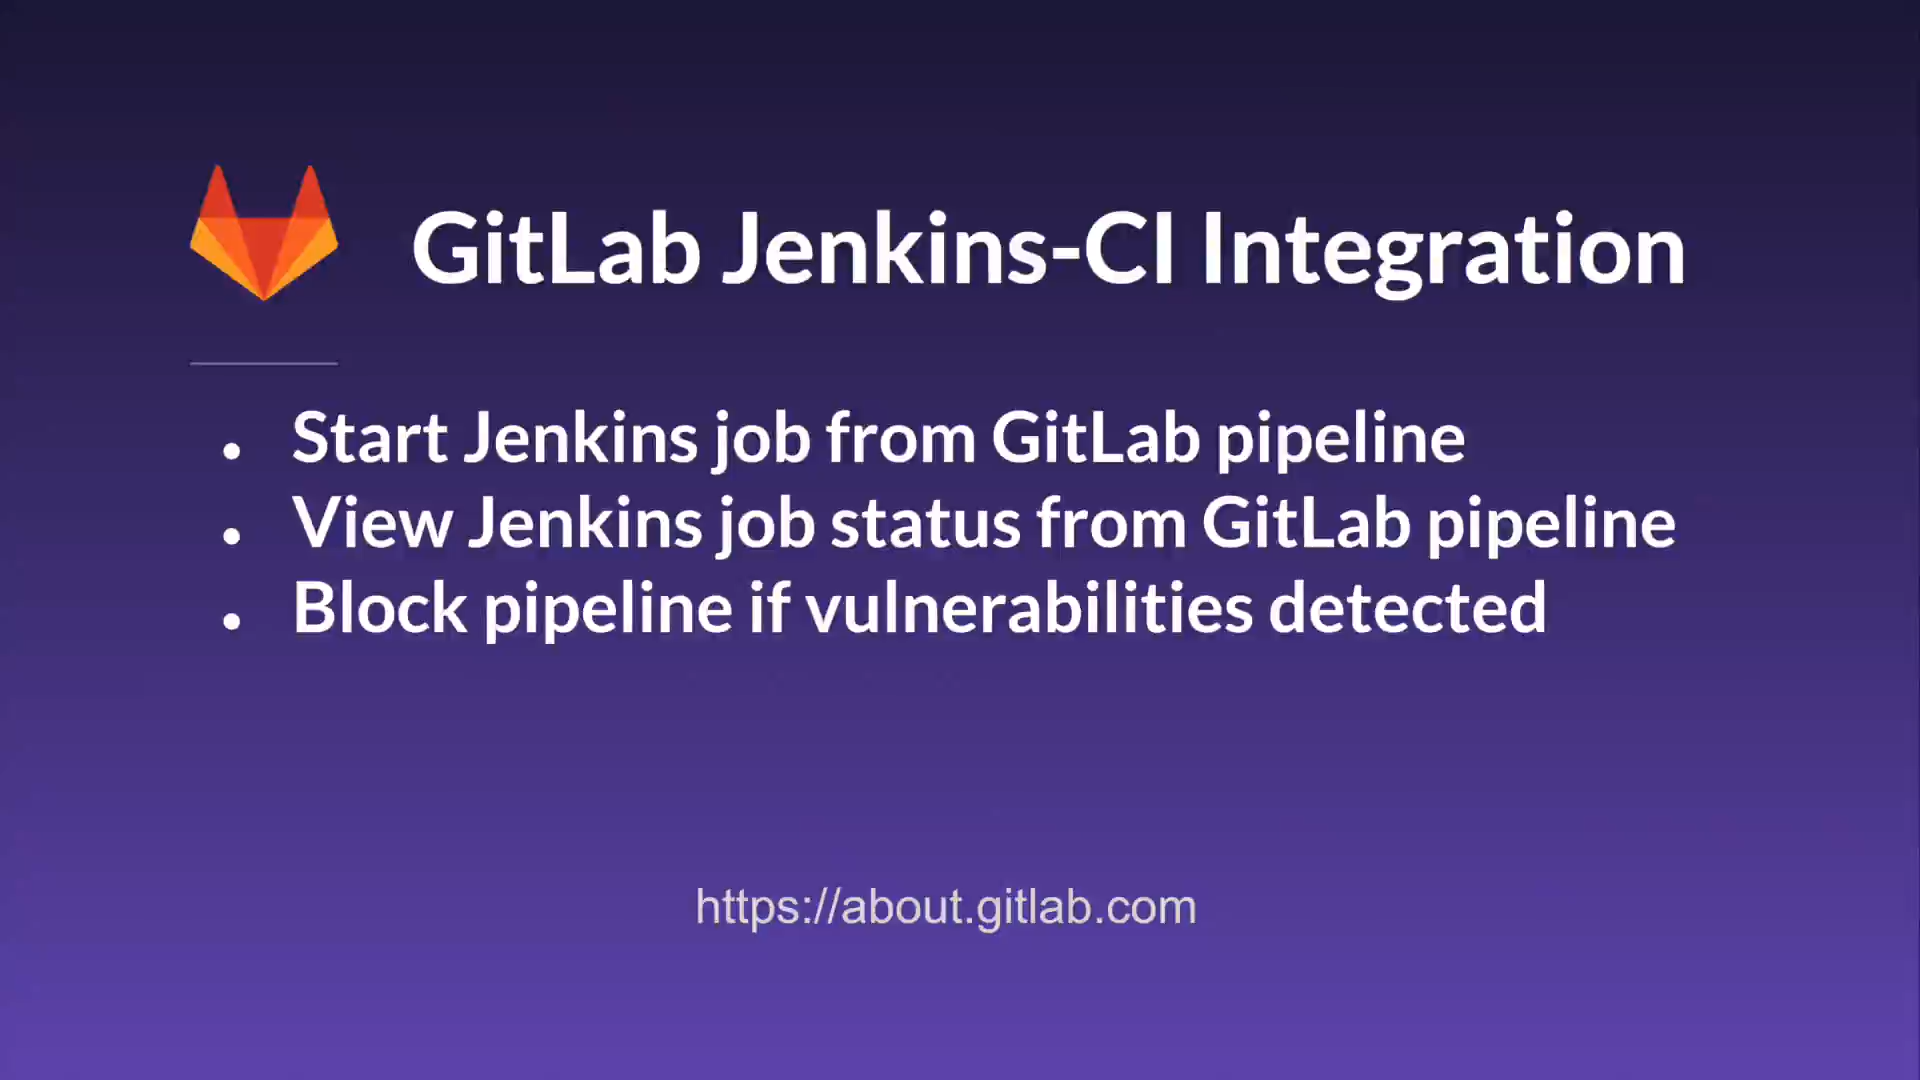 GitLab Jenkins-CI Integration
• Start Jenkins job from GitLab pipeline
• View Jenkins job status from GitLab pipeline
• Block pipeline if vulnerabilities detected
https://about.gitlab.com